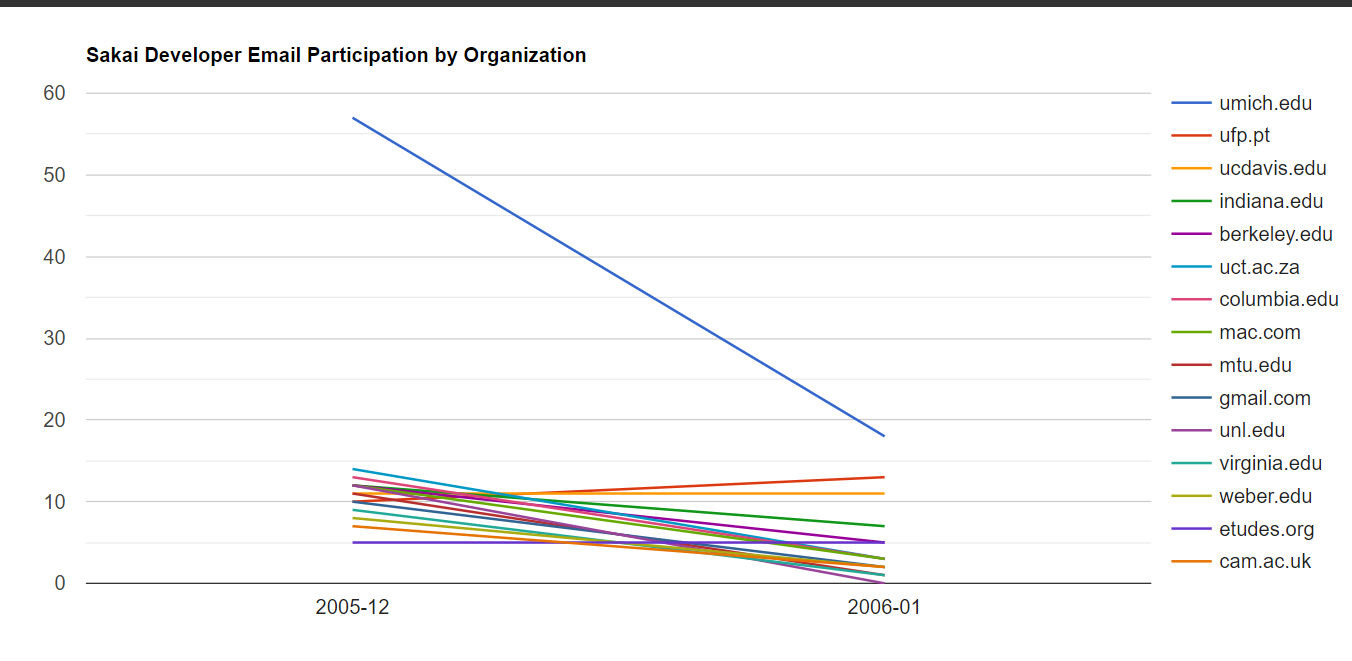 Sakai Developer Email Participation by Organization
60
50
40
30
20
10
0
2005-12
2006-01
umich.edu
ufp.pt
ucdavis.edu
indiana.edu
berkeley.edu
uct.ac.za
columbia.edu
mac.com
mtu.edu
gmail.com
unl.edu
virginia.edu
weber.edu
etudes.org
cam.ac.uk